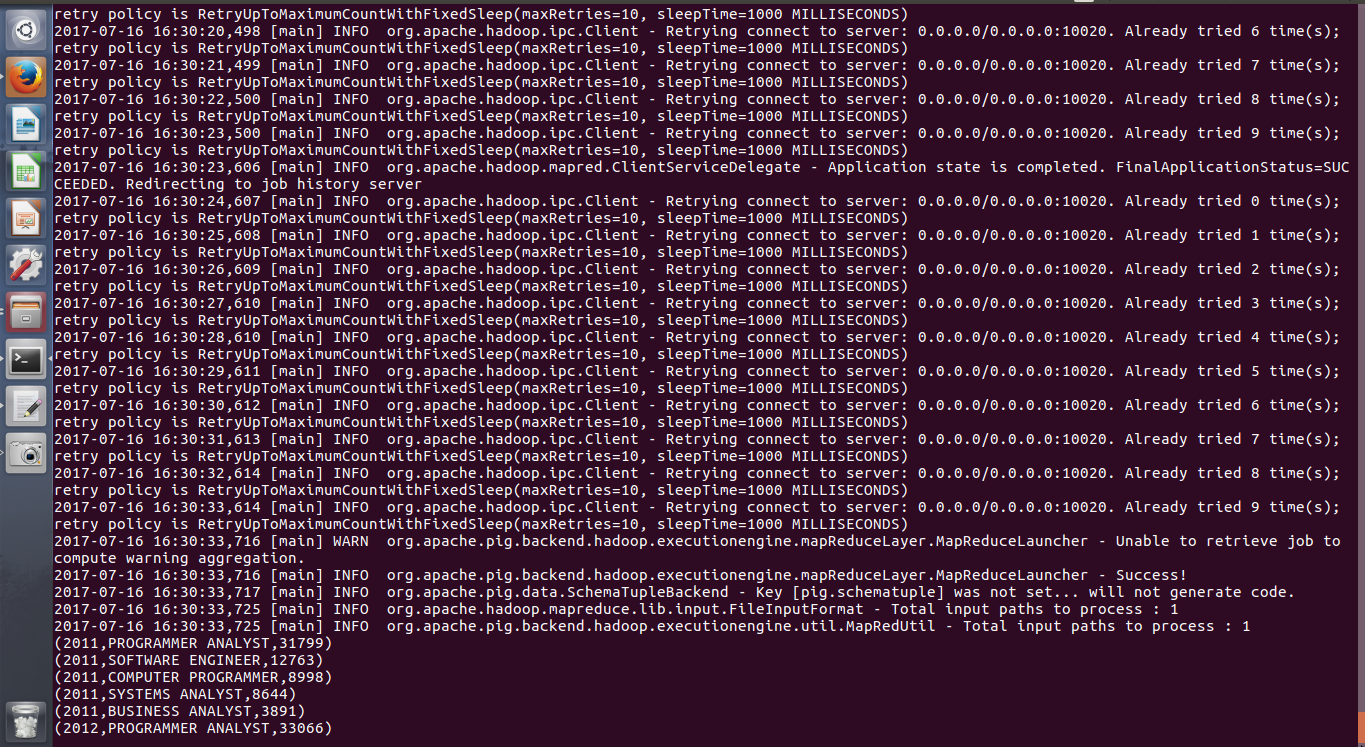 retry policy is RetryUpToMaximumCountWithFixedSleep(maxRetries=10, sleepTime=1000 MILLISECONDS)
2017-07-16 16:30:20,498 [main] INFO  org.apache.hadoop.ipc.Client - Retrying connect to server: 0.0.0.0/0.0.0.0:10020. Already tried 6 time(s);
retry policy is RetryUpToMaximumCountWithFixedSleep(maxRetries=10, sleepTime=1000 MILLISECONDS)
2017-07-16 16:30:21,499 [main] INFO  org.apache.hadoop.ipc.Client - Retrying connect to server: 0.0.0.0/0.0.0.0:10020. Already tried 7 time(s);
retry policy is RetryUpToMaximumCountWithFixedSleep(maxRetries=10, sleepTime=1000 MILLISECONDS)
2017-07-16 16:30:22,500 [main] INFO  org.apache.hadoop.ipc.Client - Retrying connect to server: 0.0.0.0/0.0.0.0:10020. Already tried 8 time(s);
retry policy is RetryUpToMaximumCountWithFixedSleep(maxRetries=10, sleepTime=1000 MILLISECONDS)
2017-07-16 16:30:23,500 [main] INFO  org.apache.hadoop.ipc.Client - Retrying connect to server: 0.0.0.0/0.0.0.0:10020. Already tried 9 time(s);
retry policy is RetryUpToMaximumCountWithFixedSleep(maxRetries=10, sleepTime=1000 MILLISECONDS)
2017-07-16 16:30:23,606 [main] INFO  org.apache.hadoop.mapred.ClientServiceDelegate - Application state is completed. FinalApplicationStatus=SUC
CEEDED. Redirecting to job history server
2017-07-16 16:30:24,607 [main] INFO  org.apache.hadoop.ipc.Client - Retrying connect to server: 0.0.0.0/0.0.0.0:10020. Already tried 0 time(s);
retry policy is RetryUpToMaximumCountWithFixedSleep(maxRetries=10, sleepTime=1000 MILLISECONDS)
2017-07-16 16:30:25,608 [main] INFO  org.apache.hadoop.ipc.Client - Retrying connect to server: 0.0.0.0/0.0.0.0:10020. Already tried 1 time(s);
retry policy is RetryUpToMaximumCountWithFixedSleep(maxRetries=10, sleepTime=1000 MILLISECONDS)
2017-07-16 16:30:26,609 [main] INFO  org.apache.hadoop.ipc.Client - Retrying connect to server: 0.0.0.0/0.0.0.0:10020. Already tried 2 time(s);
retry policy is RetryUpToMaximumCountWithFixedSleep(maxRetries=10, sleepTime=1000 MILLISECONDS)
2017-07-16 16:30:27,610 [main] INFO  org.apache.hadoop.ipc.Client - Retrying connect to server: 0.0.0.0/0.0.0.0:10020. Already tried 3 time(s);
retry policy is RetryUpToMaximumCountWithFixedSleep(maxRetries=10, sleepTime=1000 MILLISECONDS)
2017-07-16 16:30:28,610 [main] INFO  org.apache.hadoop.ipc.Client - Retrying connect to server: 0.0.0.0/0.0.0.0:10020. Already tried 4 time(s);
retry policy is RetryUpToMaximumCountWithFixedSleep(maxRetries=10, sleepTime=1000 MILLISECONDS)
2017-07-16 16:30:29,611 [main] INFO  org.apache.hadoop.ipc.Client - Retrying connect to server: 0.0.0.0/0.0.0.0:10020. Already tried 5 time(s);
retry policy is RetryUpToMaximumCountWithFixedSleep(maxRetries=10, sleepTime=1000 MILLISECONDS)
2017-07-16 16:30:30,612 [main] INFO  org.apache.hadoop.ipc.Client - Retrying connect to server: 0.0.0.0/0.0.0.0:10020. Already tried 6 time(s);
retry policy is RetryUpToMaximumCountWithFixedSleep(maxRetries=10, sleepTime=1000 MILLISECONDS)
2017-07-16 16:30:31,613 [main] INFO  org.apache.hadoop.ipc.Client - Retrying connect to server: 0.0.0.0/0.0.0.0:10020. Already tried 7 time(s);
retry policy is RetryUpToMaximumCountWithFixedSleep(maxRetries=10, sleepTime=1000 MILLISECONDS)
2017-07-16 16:30:32,614 [main] INFO  org.apache.hadoop.ipc.Client - Retrying connect to server: 0.0.0.0/0.0.0.0:10020. Already tried 8 time(s);
retry policy is RetryUpToMaximumCountWithFixedSleep(maxRetries=10, sleepTime=1000 MILLISECONDS)
2017-07-16 16:30:33,614 [main] INFO  org.apache.hadoop.ipc.Client - Retrying connect to server: 0.0.0.0/0.0.0.0:10020. Already tried 9 time(s);
retry policy is RetryUpToMaximumCountWithFixedSleep(maxRetries=10, sleepTime=1000 MILLISECONDS)
2017-07-16 16:30:33,716 [main] WARN  org.apache.pig.backend.hadoop.executionengine.mapReduceLayer.MapReduceLauncher - Unable to retrieve job to
compute warning aggregation.
2017-07-16 16:30:33,716 [main] INFO  org.apache.pig.backend.hadoop.executionengine.mapReduceLayer.MapReduceLauncher - Success!
2017-07-16 16:30:33,717 [main] INFO  org.apache.pig.data.SchemaTupleBackend - Key [pig.schematuple] was not set... will not generate code.
2017-07-16 16:30:33,725 [main] INFO  org.apache.hadoop.mapreduce.lib.input.FileInputFormat - Total input paths to process : 1
2017-07-16 16:30:33,725 [main] INFO  org.apache.pig.backend.hadoop.executionengine.util.MapRedUtil - Total input paths to process : 1
(2011,PROGRAMMER ANALYST,31799)
(2011,SOFTWARE ENGINEER,12763)
(2011,COMPUTER PROGRAMMER,8998)
(2011,SYSTEMS ANALYST,8644)
(2011,BUSINESS ANALYST,3891)
(2012,PROGRAMMER ANALYST,33066)